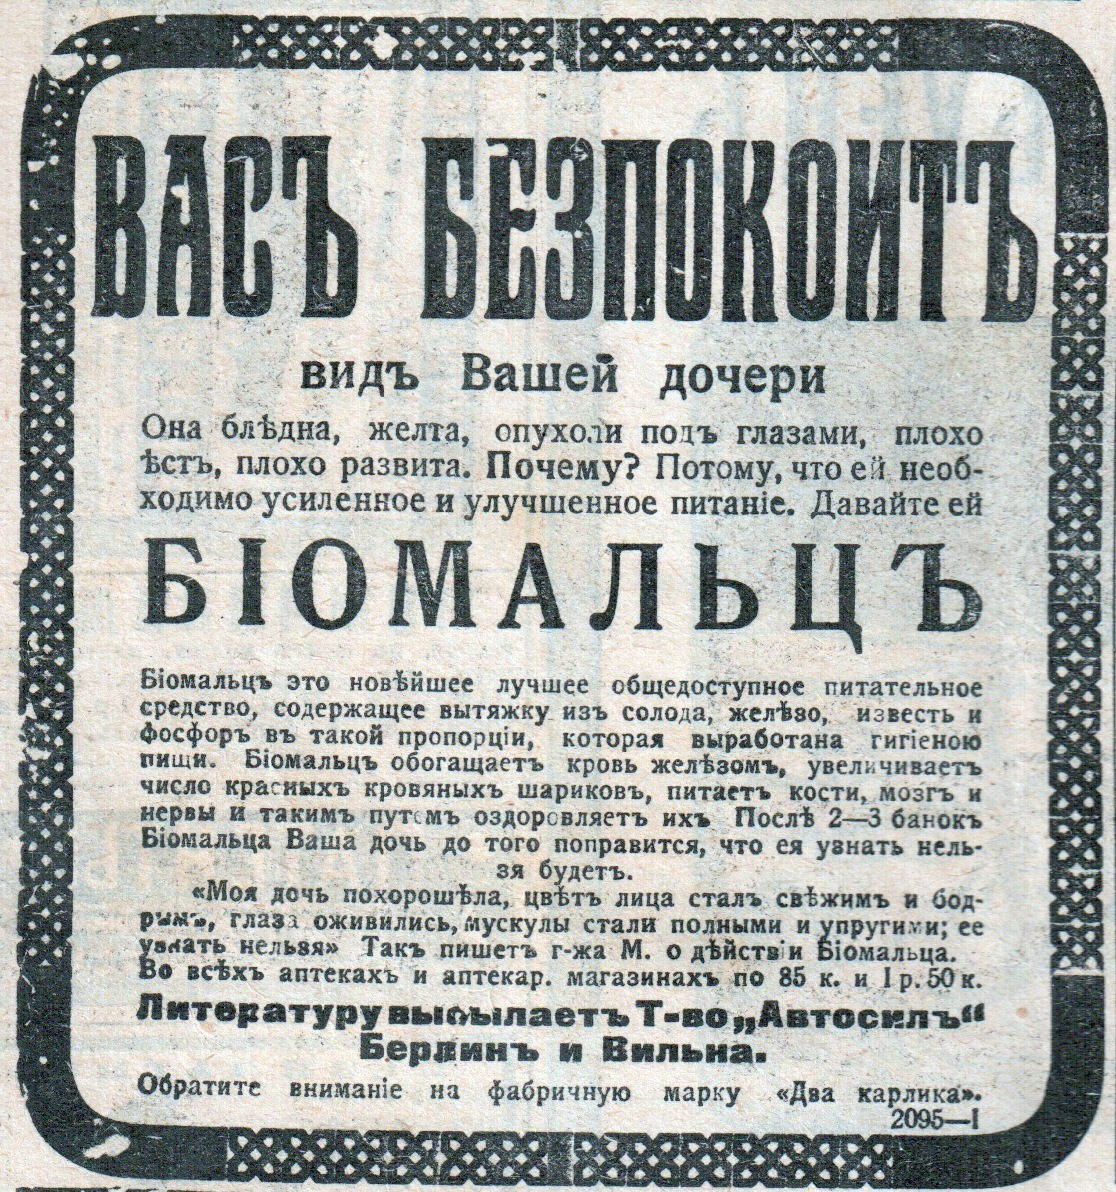 ВАСЪ БЕЗПОКОИТЪ
видъ Вашей дочери
Она блѣдна, желта, опухоли подъ глазами, плохо
ѣстъ, плохо развита. Почему? Потому, что ей необ-
ходимо усиленное и улучшенное питаніе. Давайте ей
БІОМАЛЬЦЪ
Біомальцъ это новѣйшее лучшее общедоступное питательное
средство, содержащее вытяжку изъ солода, желѣзо, известь и
фосфоръ въ такой пропорціи, которая выработана гигіеною
пищи. Біомальцъ обогащаетъ кровь желѣзомъ, увеличиваетъ
число красныхъ кровяныхъ шариковъ, питаетъ кости, мозгъ и
нервы и такимъ путемъ оздоровляетъ ихъ Послѣ 2—3 банокъ
Біомальца Ваша дочь до того поправится, что ея узнать нель-
зя будетъ.
«Моя дочь похорошѣла, цвѣтъ лица сталъ свѣжим и бод-
рымъ, глаза оживились, мускулы стали полными и упругими; ее
узнать нельзя» Такъ пишетъ г-жа М. о дѣйствіи Біомальца.
Во всѣхъ аптекахъ и аптекар. магазинахъ по 85 к. и 1 р. 50 к.
Литературу высылаетъ Т-во „Автосилъ“
Берлинъ и Вильна.
Обратите вниманіе на фабричную марку «Два карлика».
2095—1